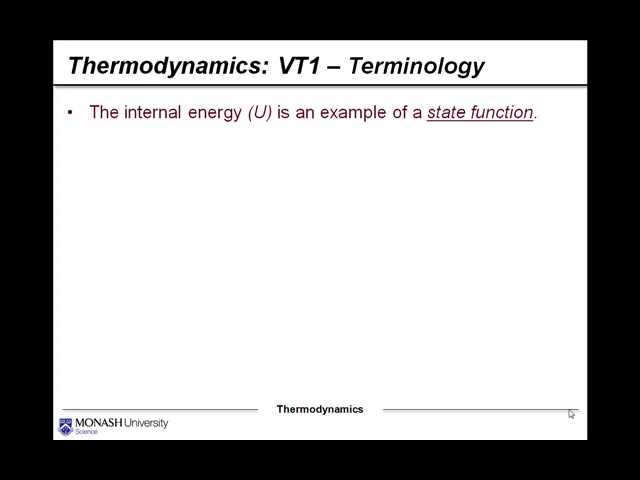 Thermodynamics: VT1 – Terminology
• The internal energy (U) is an example of a state function.
Thermodynamics
MONASH University
Science